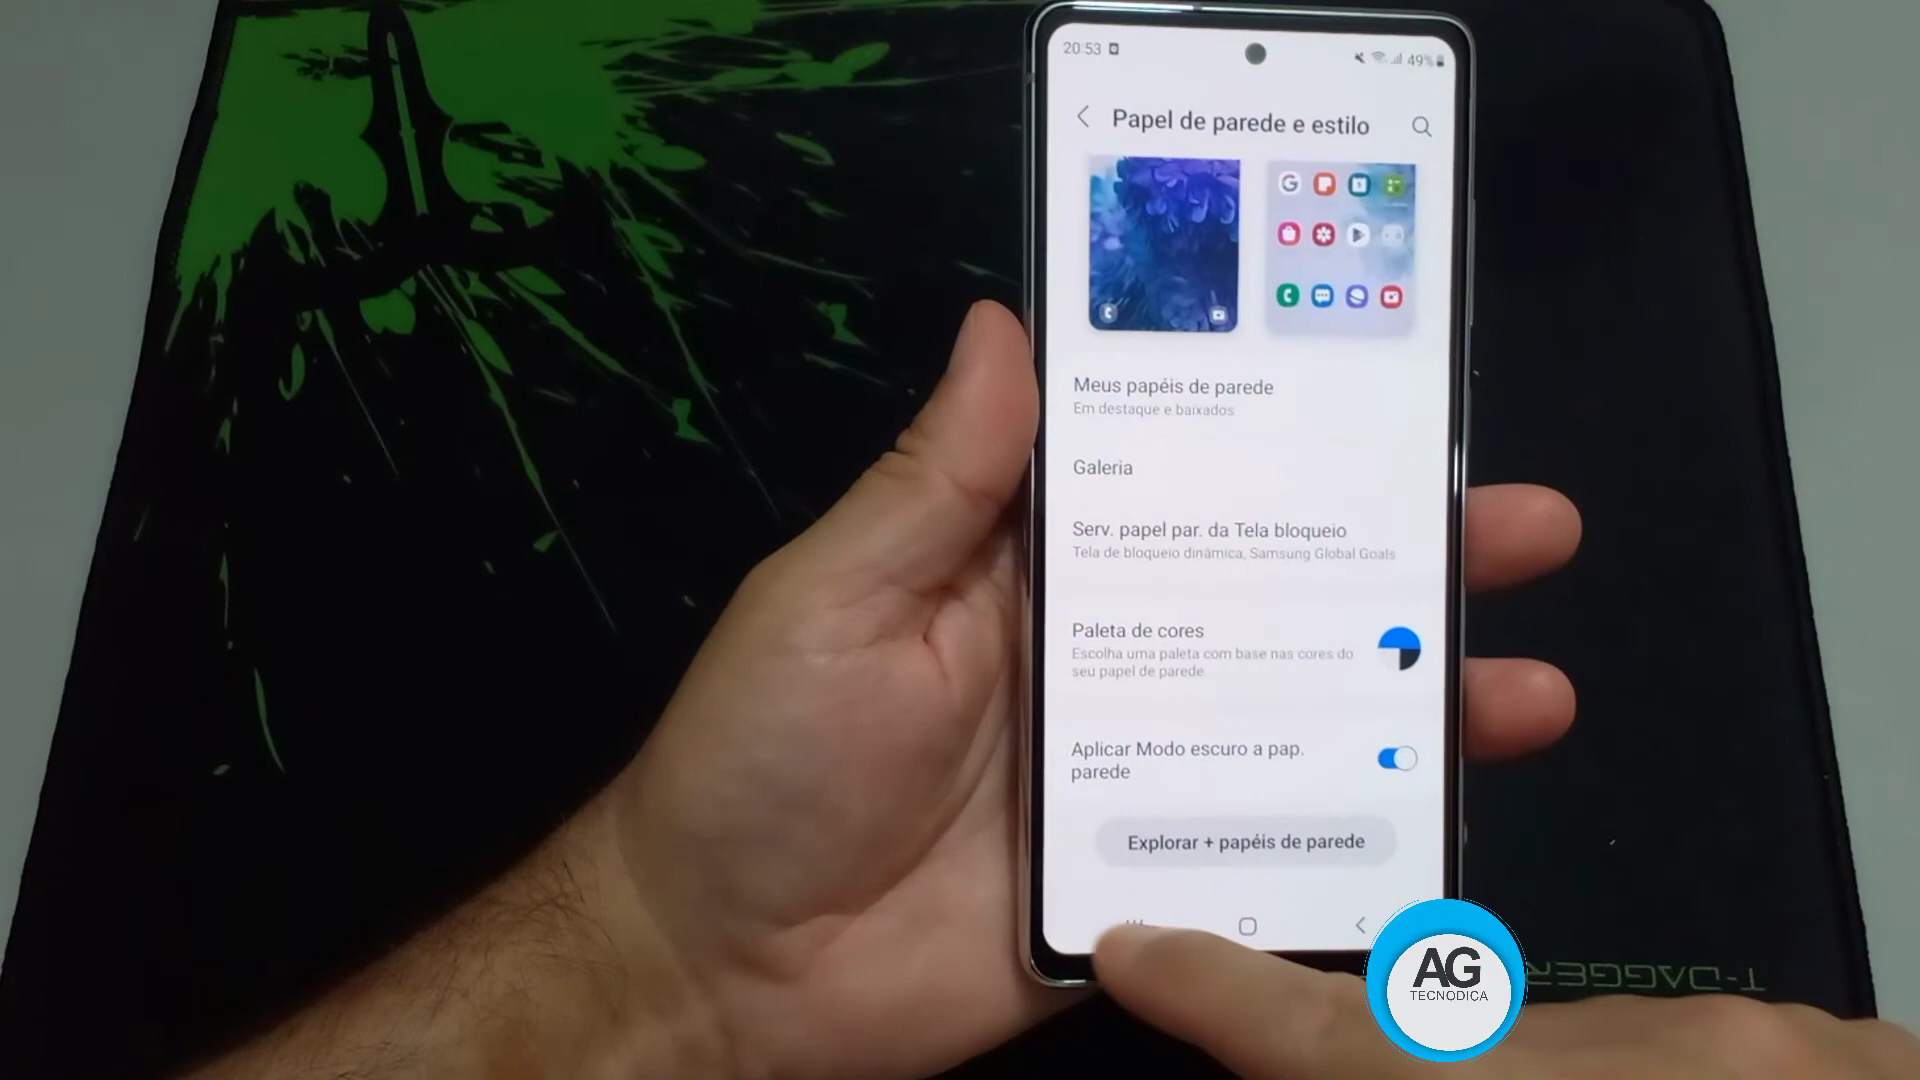 20:53
49%
Papel de parede e estilo
Meus papéis de parede
Em destaque e baixados
Galeria
Serv. papel par. da Tela bloqueio
Tela de bloqueio dinâmica, Samsung Global Goals
Paleta de cores
Escolha uma paleta com base nas cores do
seu papel de parede.
Aplicar Modo escuro a pap.
parede
Explorar + papéis de parede
AG
TECNODICA
T-DAGGER